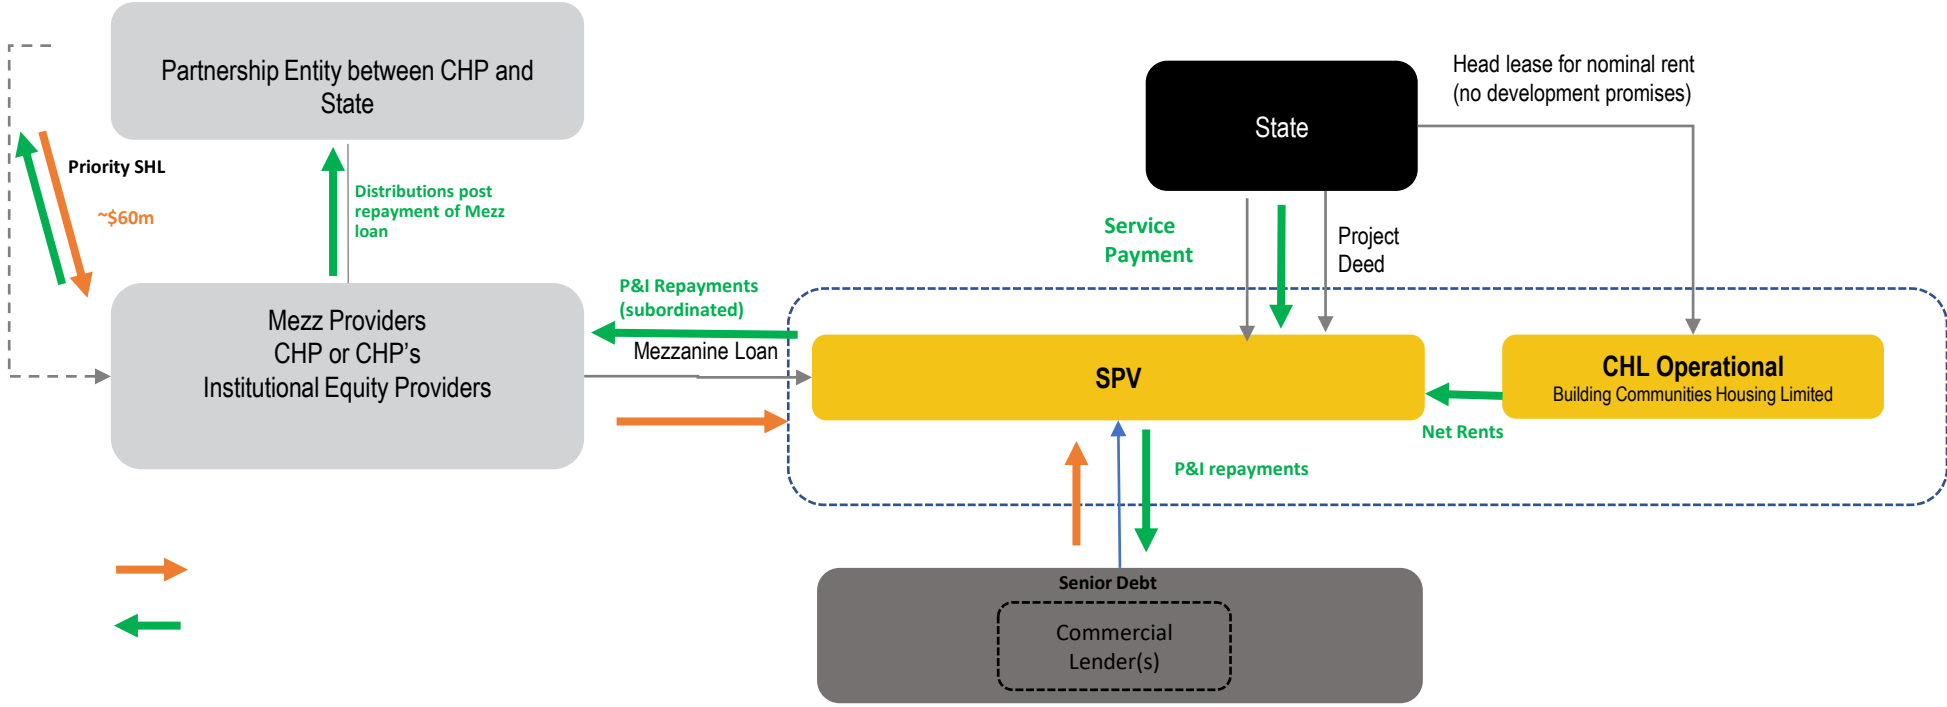 Partnership Entity between CHP and
State
Head lease for nominal rent
(no development promises)
State
Priority SHL
~$60m
Distributions post
repayment of Mezz
loan
Service
Payment
Project
Deed
P&I Repayments
(subordinated)
Mezzanine Loan
Mezz Providers
CHP or CHP’s
Institutional Equity Providers
SPV
CHL Operational
Building Communities Housing Limited
Net Rents
P&I repayments
Senior Debt
Commercial
Lender(s)